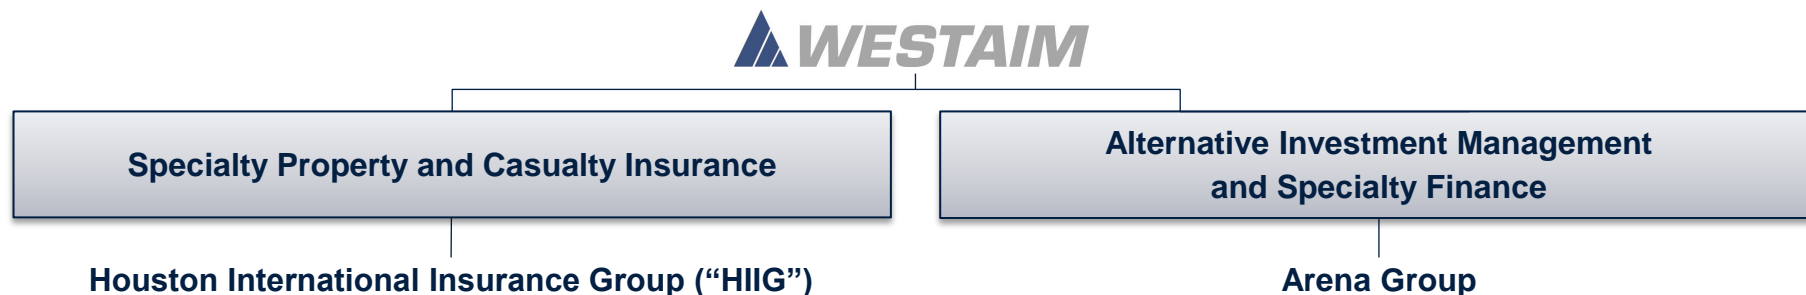 WESTAIM
Specialty Property and Casualty Insurance
Alternative Investment Management
and Specialty Finance
Houston International Insurance Group (“HIIG”)
Arena Group